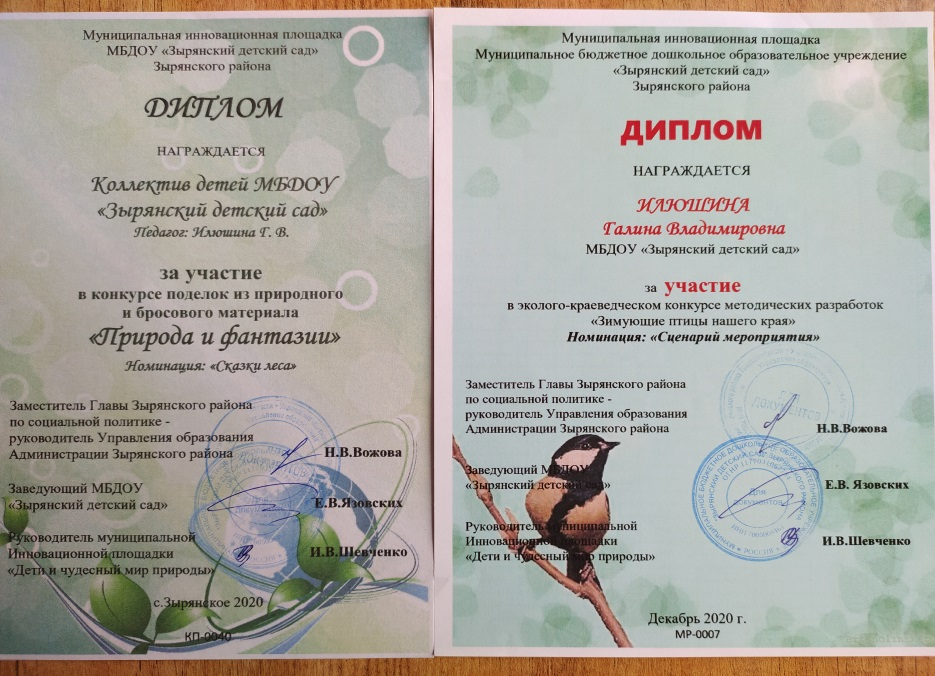 Муниципальная инновационная площадка
МБДОУ «Зырянский детский сад»
Зырянского района
ДИПЛОМ
НАГРАЖДАЕТСЯ
Коллектив детей МБДОУ
«Зырянский детский сад»
Педагог: Илюшина Г. В.
за участие
в конкурсе поделок из природного
и бросового материала
«Природа и фантазии»
Номинация: «Сказки леса»
Заместитель Главы Зырянского района
по социальной политике -
руководитель Управления образования
Администрации Зырянского района
Н.В.Вожова
Заведующий МБДОУ
«Зырянский детский сад»
Е.В.Язовских
Руководитель муниципальной
Инновационной площадки
«Дети и чудесный мир природы»
И.В.Шевченко
с.Зырянское 2020
КП-0040
Муниципальная инновационная площадка
Муниципальное бюджетное дошкольное образовательное учреждение
«Зырянский детский сад»
Зырянского района
ДИПЛОМ
НАГРАЖДАЕТСЯ
ИЛЮШИНА
Галина Владимировна
МБДОУ «Зырянский детский сад»
за участие
в эколого-краеведческом конкурсе методических разработок
«Зимующие птицы нашего края»
Номинация: «Сценарий мероприятия»
Заместитель Главы Зырянского района
по социальной политике -
руководитель Управления образования
Администрации Зырянского района
Н.В.Вожова
Заведующий МБДОУ
«Зырянский детский сад»
Е.В. Язовских
Руководитель муниципальной
Инновационной площадки
«Дети и чудесный мир природы»
И.В.Шевченко
Для
документов
Декабрь 2020 г.
МР-0007